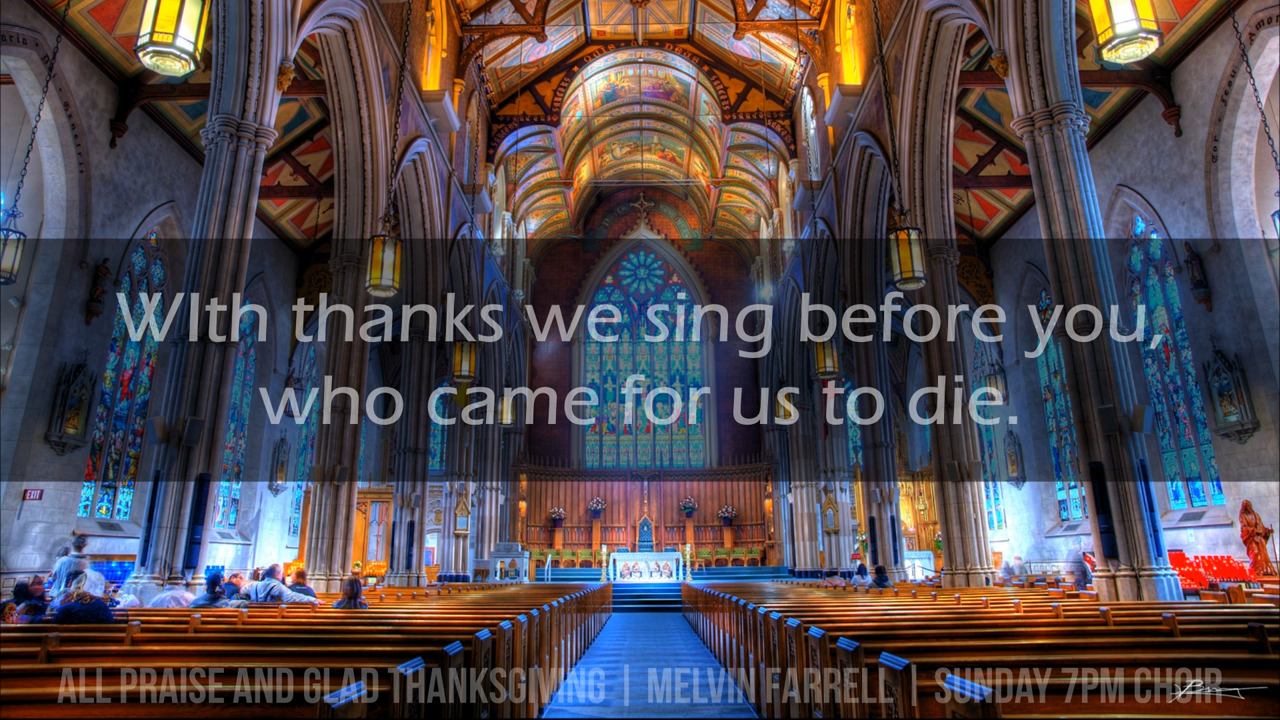 WIth thanks we sing before you,
who came for us to die.
EXIT
ALL PRAISE AND GLAD THANKSGIVING | MELVIN FARRELL | SUNDAY 7PM CHOIR